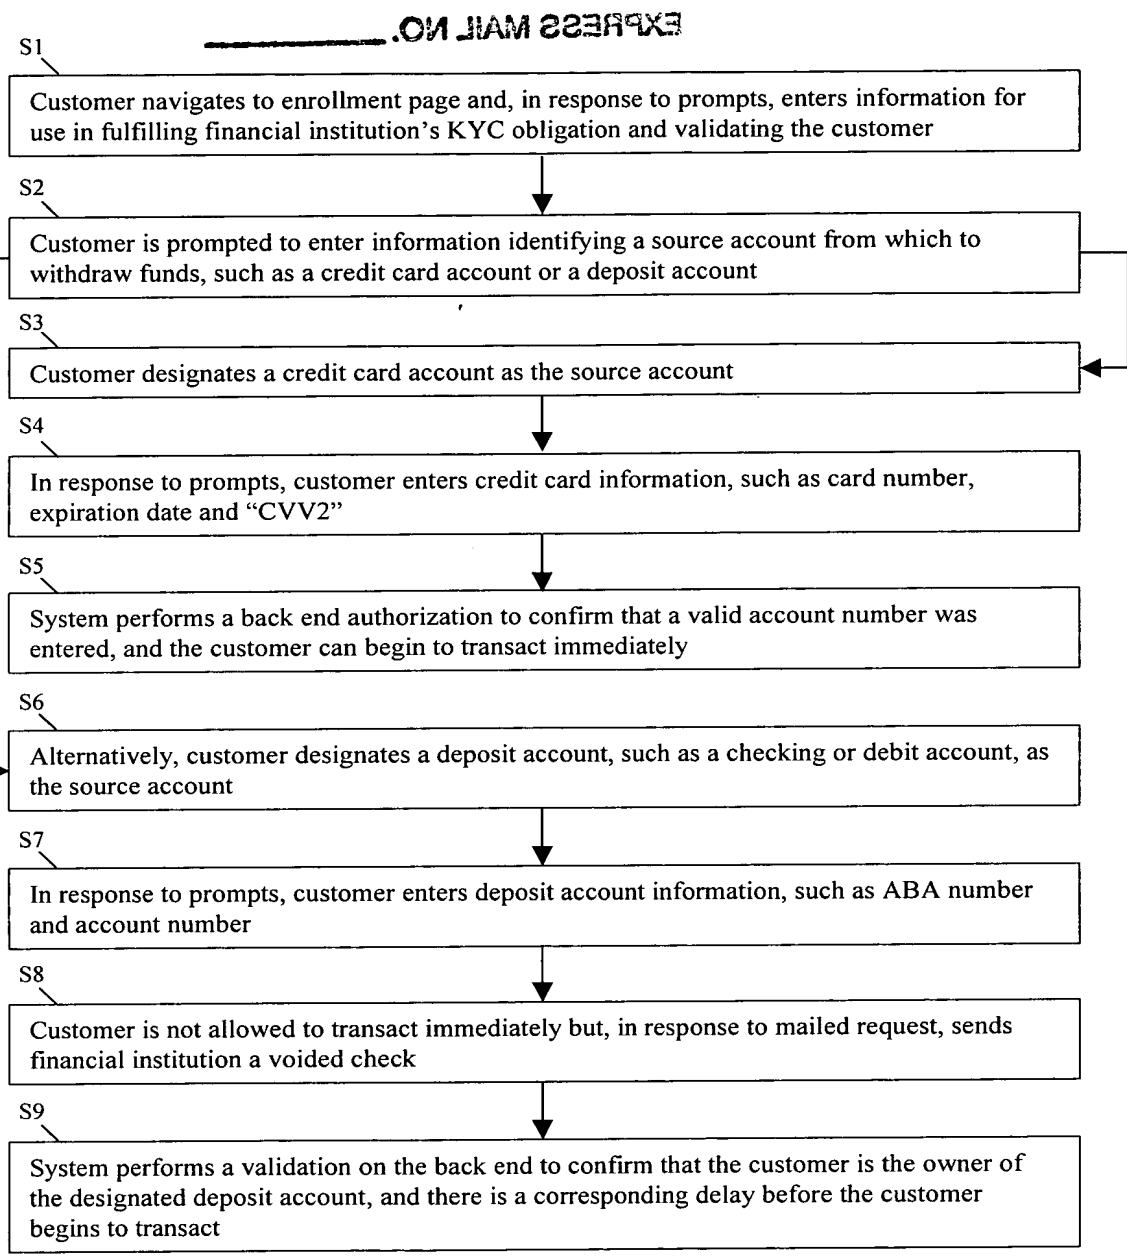 EXPRESS MAIL NO.
S1
Customer navigates to enrollment page and, in response to prompts, enters information for
use in fulfilling financial institution's KYC obligation and validating the customer
S2
Customer is prompted to enter information identifying a source account from which to
withdraw funds, such as a credit card account or a deposit account
S3
Customer designates a credit card account as the source account
S4
In response to prompts, customer enters credit card information, such as card number,
expiration date and “CVV2”
S5
System performs a back end authorization to confirm that a valid account number was
entered, and the customer can begin to transact immediately
S6
Alternatively, customer designates a deposit account, such as a checking or debit account, as
the source account
S7
In response to prompts, customer enters deposit account information, such as ABA number
and account number
S8
Customer is not allowed to transact immediately but, in response to mailed request, sends
financial institution a voided check
S9
System performs a validation on the back end to confirm that the customer is the owner of
the designated deposit account, and there is a corresponding delay before the customer
begins to transact